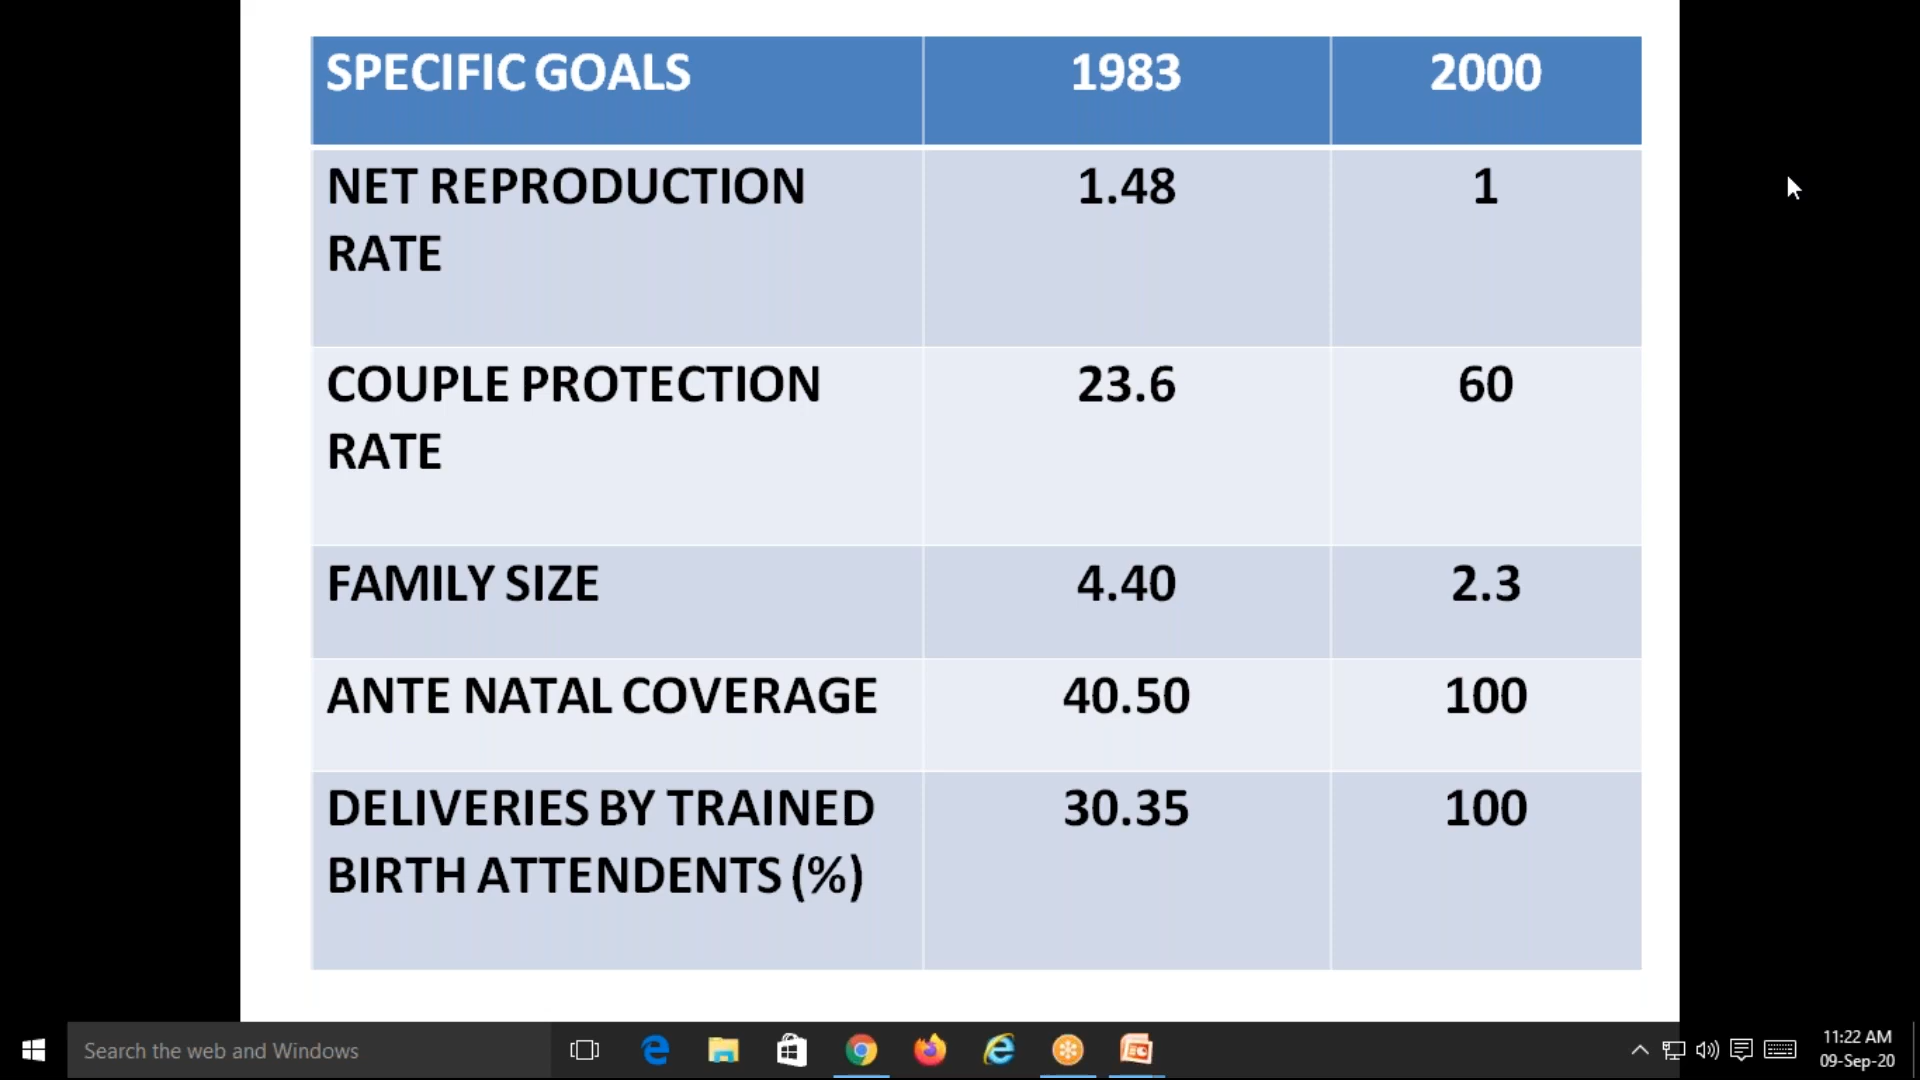 SPECIFIC GOALS 1983 2000
NET REPRODUCTION 1.48 1
RATE
COUPLE PROTECTION 23.6 60
RATE
FAMILY SIZE 4.40 2.3
ANTE NATAL COVERAGE 40.50 100
DELIVERIES BY TRAINED 30.35 100
BIRTH ATTENDENTS (%)
Search the web and Windows
11:22 AM
09-Sep-20